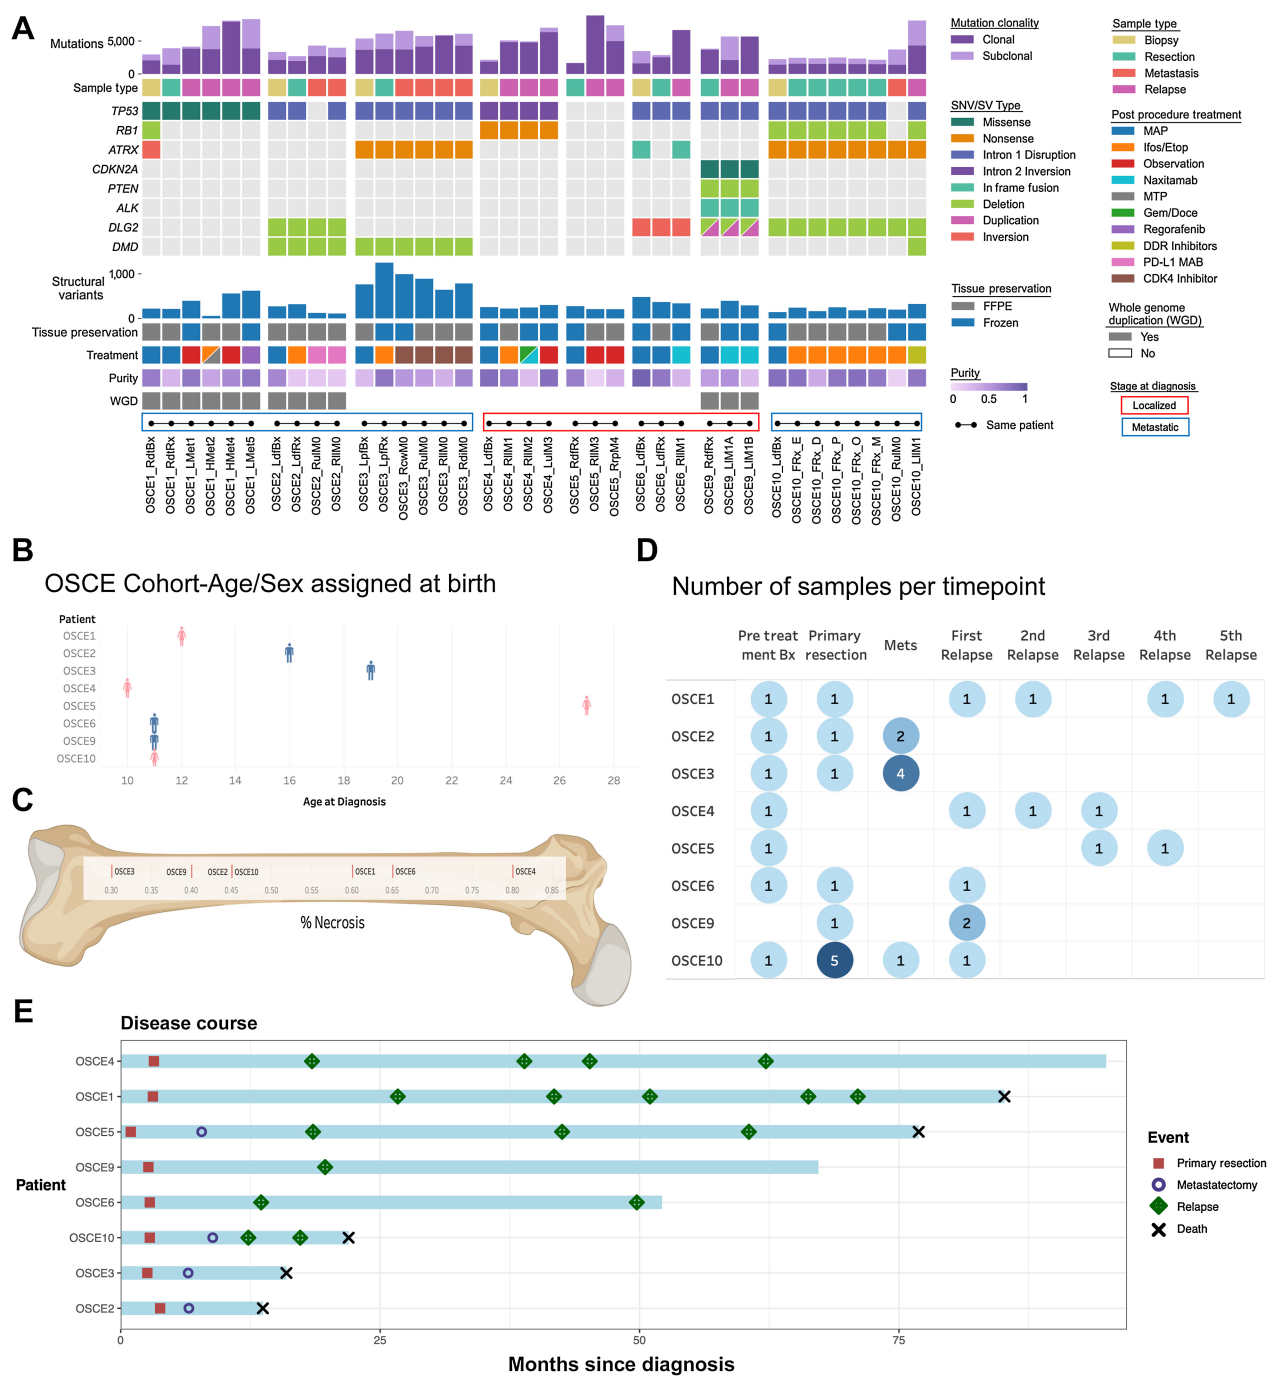 A
Mutations
5,000
0
Sample type
TP53
RB1
ATRX
CDKN2A
PTEN
ALK
DLG2
DMD
1,000
Structural
variants
0
Tissue preservation
Treatment
Purity
WGD
OSCE1_RdIBx
OSCE1_RdfRx
OSCE1_LMet1
OSCE1_HMet2
OSCE1_HMet4
OSCE1_LMet5
OSCE2_LdfBx
OSCE2_LdfRx
OSCE2_RulM0
OSCE2_RllM0
OSCE3_LpfBx
OSCE3_LpfRx
OSCE3_RcwM0
OSCE3_RulM0
OSCE3_RllM0
OSCE3_RdiM0
OSCE4_LdfBx
OSCE4_RllM1
OSCE4_RllM2
OSCE4_LulM3
OSCE5_RdfRx
OSCE5_RllM3
OSCE5_RrpM4
OSCE6_LdfBx
OSCE6_LdfRx
OSCE6_RllM1
OSCE9_RdfRx
OSCE9_LlM1A
OSCE9_LlM1B
OSCE10_LdfBx
OSCE10_FRx_E
OSCE10_FRx_D
OSCE10_FRx_P
OSCE10_FRx_O
OSCE10_FRx_M
OSCE10_RulM0
OSCE10_LllM1
Mutation clonality
Clonal
Subclonal
SNV/SV Type
Missense
Nonsense
Intron 1 Disruption
Intron 2 Inversion
In frame fusion
Deletion
Duplication
Inversion
Tissue preservation
FFPE
Frozen
Purity
0 0.5 1
Same patient
Sample type
Biopsy
Resection
Metastasis
Relapse
Post procedure treatment
MAP
Ifos/Etop
Observation
Naxitamab
MTP
Gem/Doce
Regorafenib
DDR Inhibitors
PD-L1 MAB
CDK4 Inhibitor
Whole genome
duplication (WGD)
Yes
No
Stage at diagnosis
Localized
Metastatic
B
OSCE Cohort-Age/Sex assigned at birth
Patient
OSCE1
OSCE2
OSCE3
OSCE4
OSCE5
OSCE6
OSCE9
OSCE10
10 12 14 16 18 20 22 24 26 28
Age at Diagnosis
C
OSCE3 OSCE9 OSCE2 OSCE10 OSCE1 OSCE6 OSCE4
0.30 0.35 0.40 0.45 0.50 0.55 0.60 0.65 0.70 0.75 0.80 0.85
% Necrosis
D
Number of samples per timepoint
Pre treat
ment Bx
Primary
resection
Mets
First
Relapse
2nd
Relapse
3rd
Relapse
4th
Relapse
5th
Relapse
OSCE1 1 1 1 1 1 1
OSCE2 1 1 2
OSCE3 1 1 4
OSCE4 1 1 1 1
OSCE5 1 1 1
OSCE6 1 1 1
OSCE9 1 2
OSCE10 1 5 1 1
E
Disease course
Patient
OSCE4
OSCE1
OSCE5
OSCE9
OSCE6
OSCE10
OSCE3
OSCE2
0 25 50 75
Months since diagnosis
Event
Primary resection
Metastatectomy
Relapse
Death